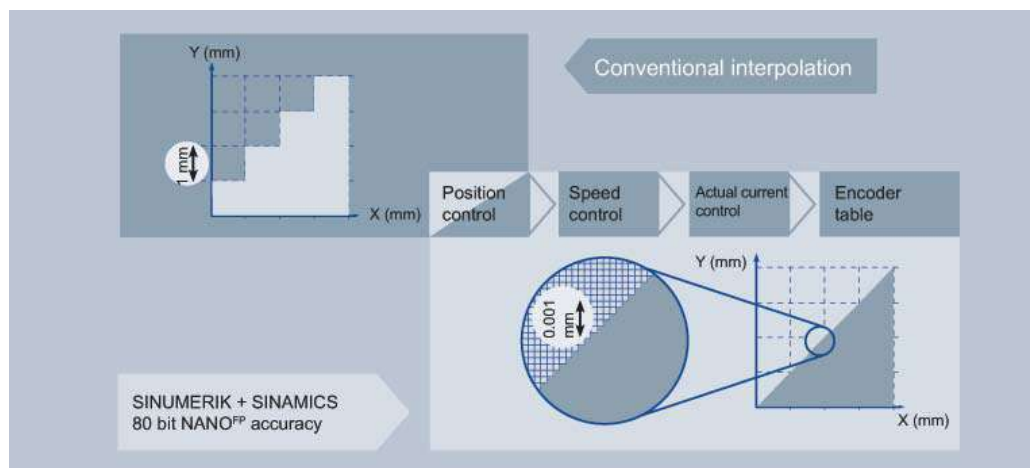 Y (mm)
Conventional interpolation
1 mm
X (mm)
Position
control
Speed
control
Actual current
control
Encoder
table
Y (mm)
0.001
mm
X (mm)
SINUMERIK + SINAMICS
80 bit NANOFP accuracy